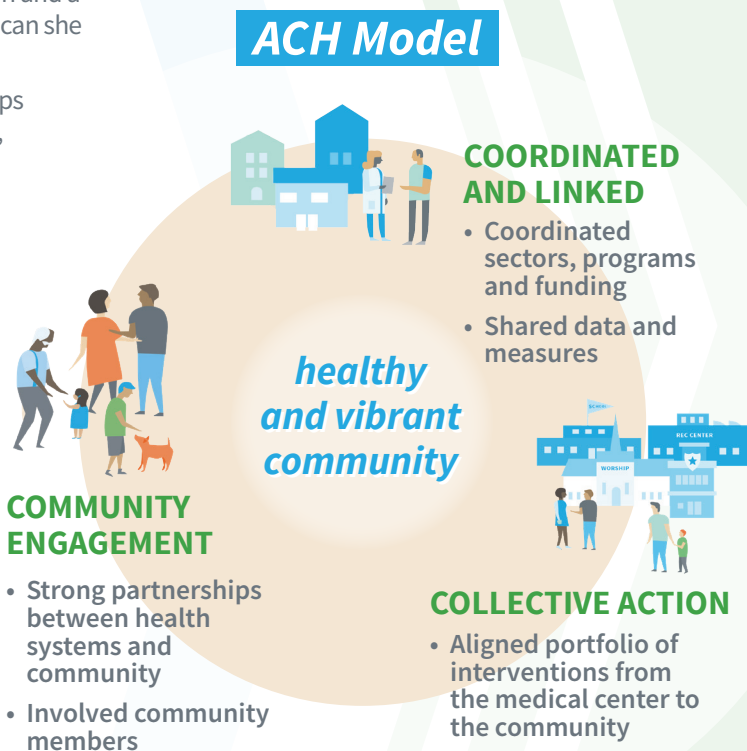 can she
ps
ACH Model
COORDINATED
AND LINKED
• Coordinated
sectors, programs
and funding
• Shared data and
measures
healthy
and vibrant
community
SCHOOL
REC CENTER
WORSHIP
COMMUNITY
ENGAGEMENT
• Strong partnerships
between health
systems and
community
• Involved community
members
COLLECTIVE ACTION
• Aligned portfolio of
interventions from
the medical center to
the community